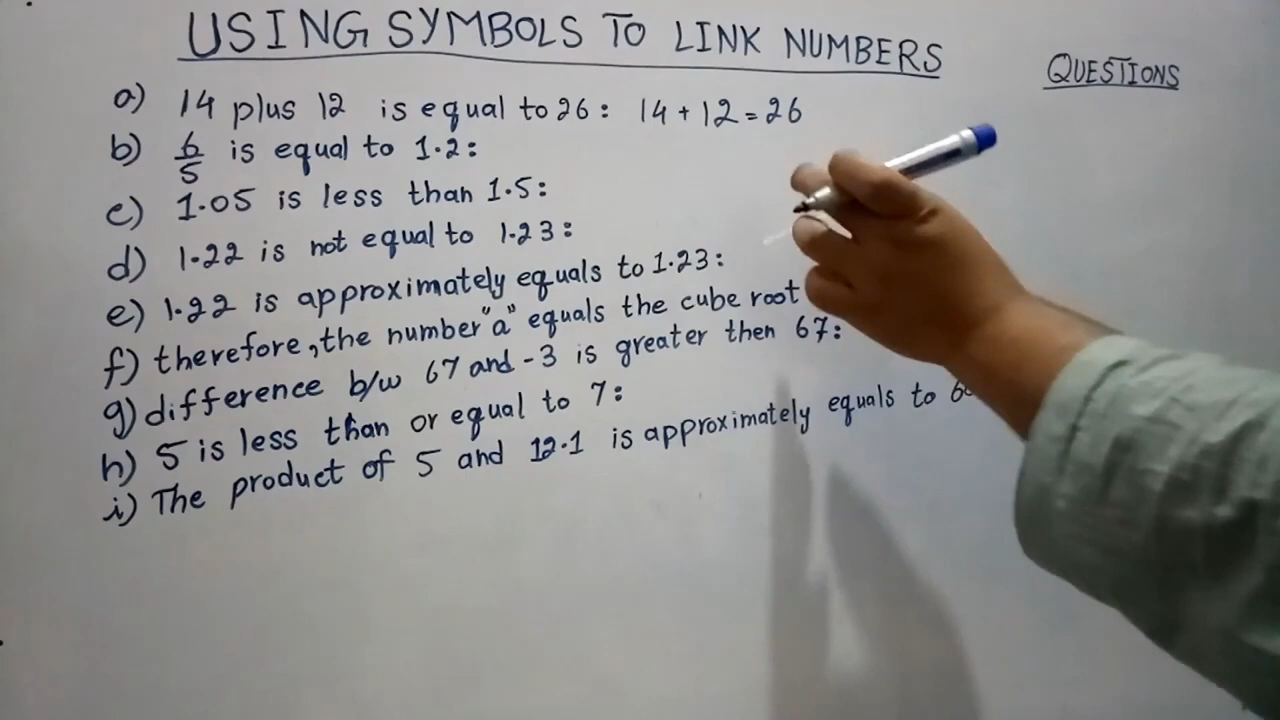 USING SYMBOLS TO LINK NUMBERS
QUESTIONS
a) 14 plus 12 is equal to 26: 14 + 12 = 26
b) 6/5 is equal to 1.2:
c) 1.05 is less than 1.5:
d) 1.22 is not equal to 1.23:
e) 1.22 is approximately equals to 1.23:
f) therefore, the number "a" equals the cube root
g) difference b/w 67 and -3 is greater then 67:
h) 5 is less than or equal to 7:
i) The product of 5 and 12.1 is approximately equals to